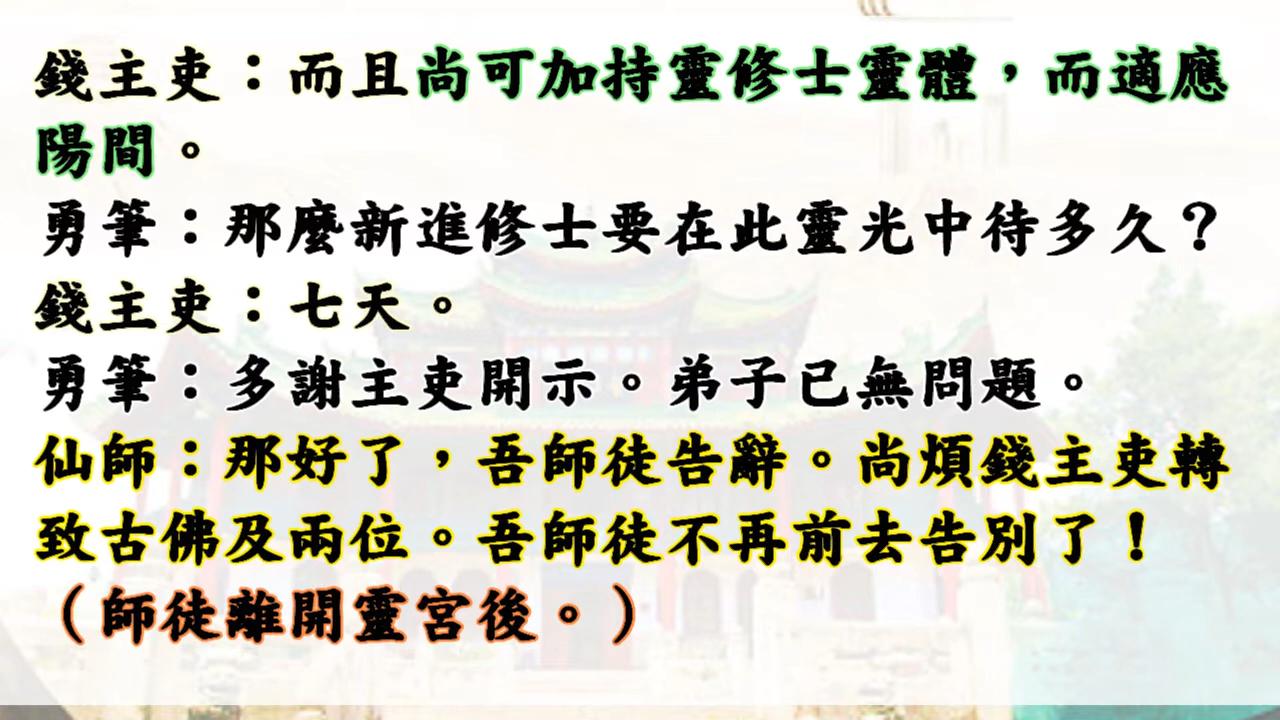 錢主吏：而且尚可加持靈修士靈體，而適應
陽間。
勇筆：那麼新進修士要在此靈光中待多久？
錢主吏：七天。
勇筆：多謝主吏開示。弟子已無問題。
仙師：那好了，吾師徒告辭。尚煩錢主吏轉
致古佛及兩位。吾師徒不再前去告別了！
（師徒離開靈宮後。）